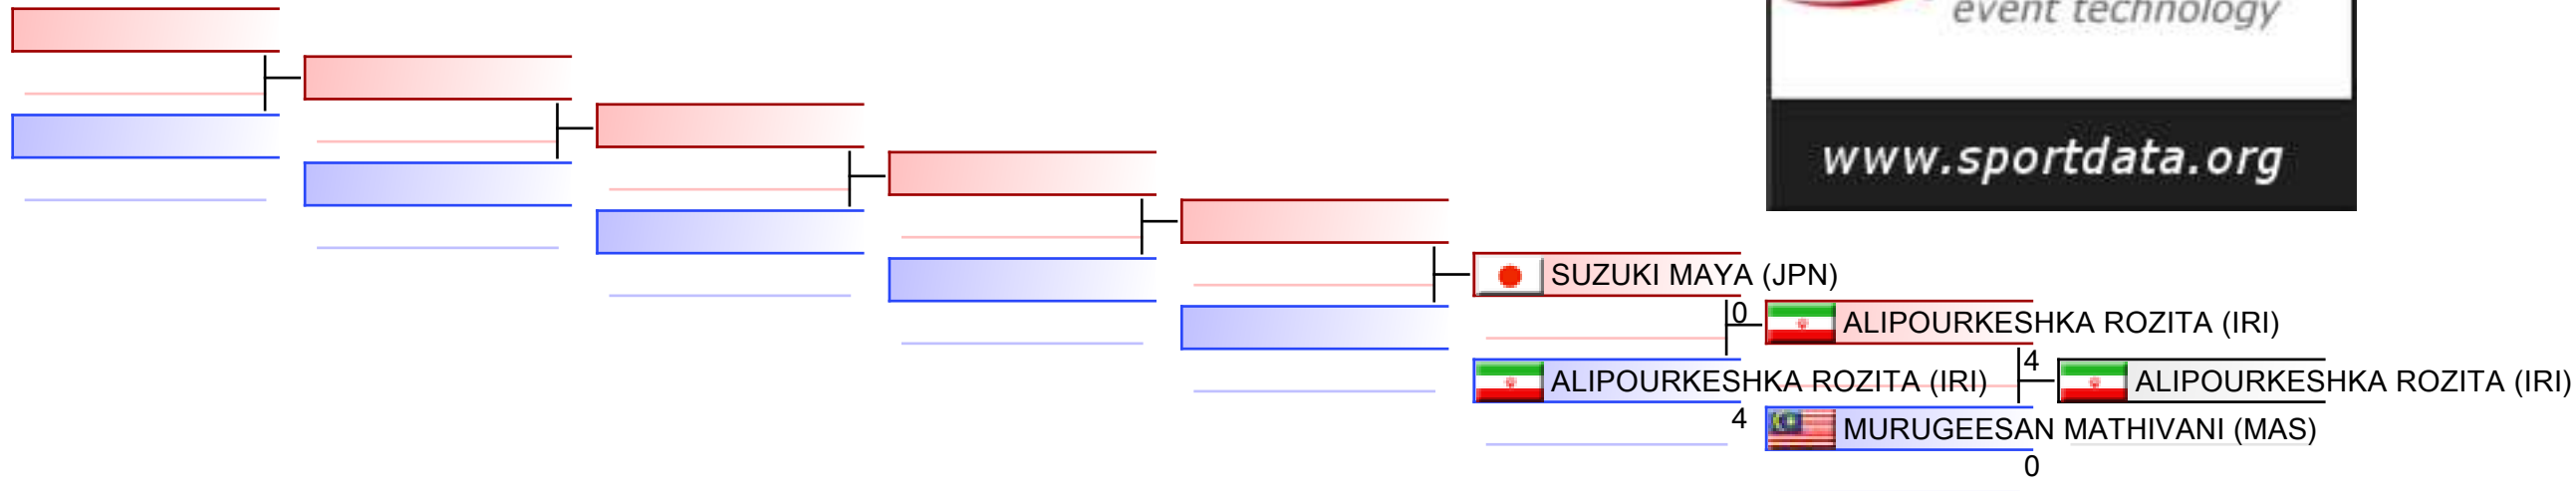 event technology
www.sportdata.org
SUZUKI MAYA (JPN)
0
ALIPOURKESHKA ROZITA (IRI)
4
ALIPOURKESHKA ROZITA (IRI)
ALIPOURKESHKA ROZITA (IRI)
4
MURUGEESAN MATHIVANI (MAS)
0